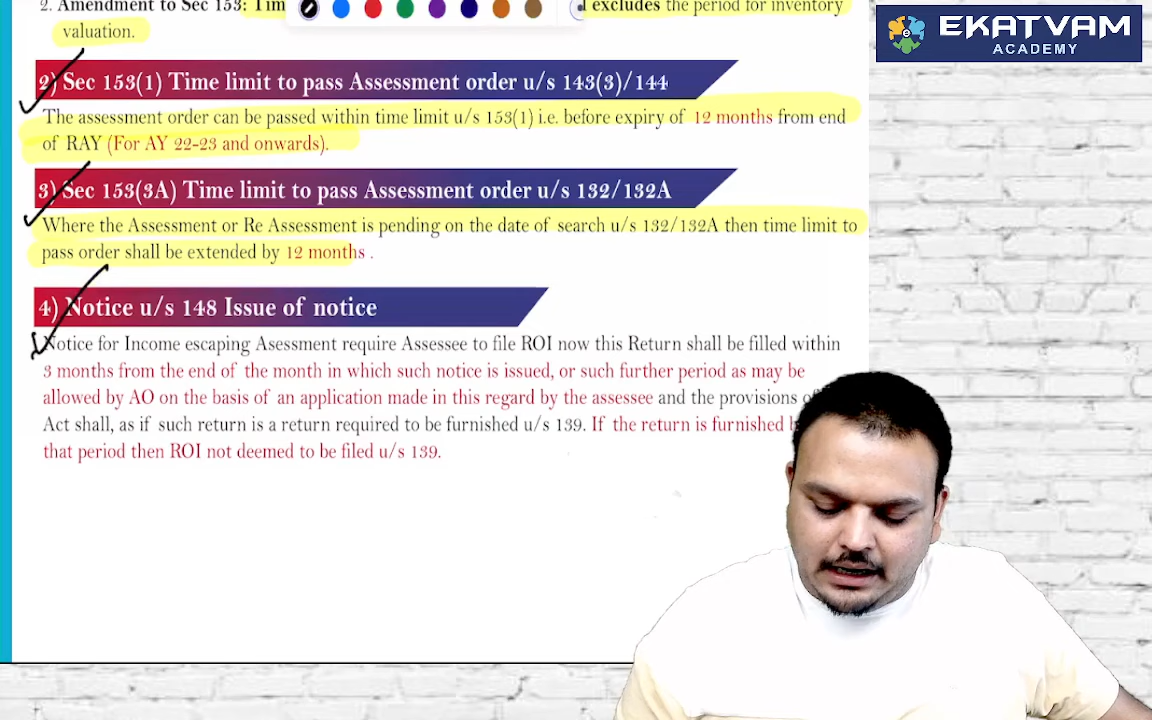 2. Amendment to Sec 153: Tim excludes the period for inventory
valuation.
EKATVAM
ACADEMY
2) Sec 153(1) Time limit to pass Assessment order u/s 143(3)/144
The assessment order can be passed within time limit u/s 153(1) i.e. before expiry of 12 months from end
of RAY (For AY 22-23 and onwards).
3) Sec 153(3A) Time limit to pass Assessment order u/s 132/132A
Where the Assessment or Re Assessment is pending on the date of search u/s 132/132A then time limit to
pass order shall be extended by 12 months .
4) Notice u/s 148 Issue of notice
Notice for Income escaping Asessment require Assessee to file ROI now this Return shall be filled within
3 months from the end of the month in which such notice is issued, or such further period as may be
allowed by AO on the basis of an application made in this regard by the assessee and the provisions
Act shall, as if such return is a return required to be furnished u/s 139. If the return is furnished
that period then ROI not deemed to be filed u/s 139.